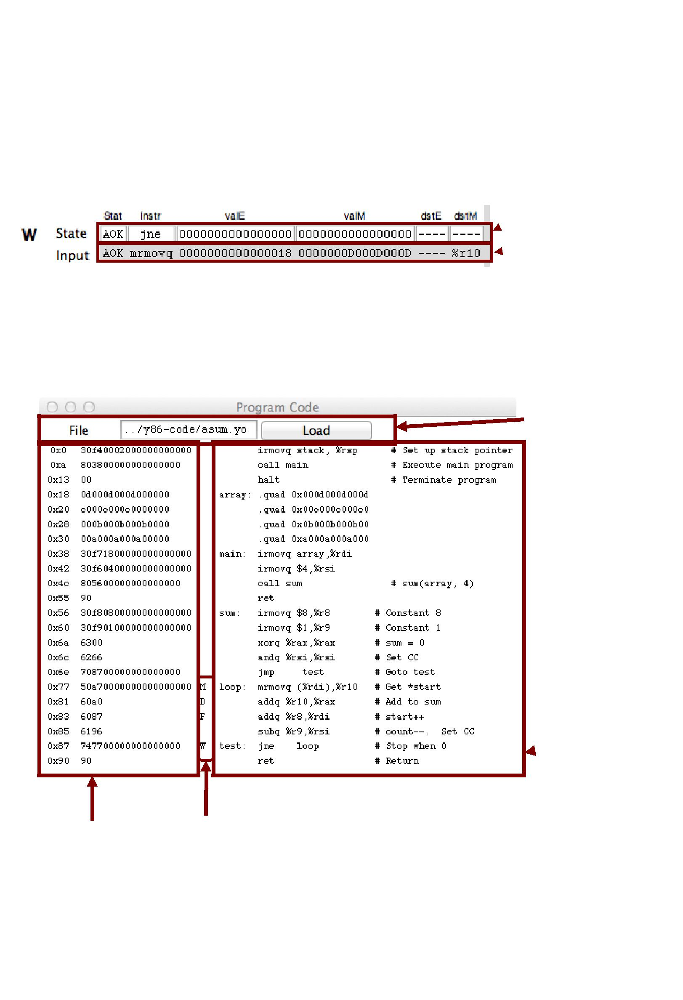 Stat Instr valE valM dstE dstM
W State AOK jne 0000000000000000 0000000000000000 ---- ----
Input AOK mrmovq 0000000000000018 0000000D000D000D ---- %r10
Program Code
File ../y86-code/asum.yo Load
0x0 30f40002000000000000 irmovq stack, %rsp # Set up stack pointer
0xa 803800000000000000 call main # Execute main program
0x13 00 halt # Terminate program
0x18 0d000d000d000000 array: .quad 0x000d000d000d
0x20 c000c000c0000000 .quad 0x00c000c000c0
0x28 000b000b000b0000 .quad 0x0b000b000b00
0x30 00a000a000a00000 .quad 0xa000a000a000
0x38 30f71800000000000000 main: irmovq array,%rdi
0x42 30f60400000000000000 irmovq $4,%rsi
0x4c 805600000000000000 call sum # sum(array, 4)
0x55 90 ret
0x56 30f80800000000000000 sum: irmovq $8,%r8 # Constant 8
0x60 30f90100000000000000 irmovq $1,%r9 # Constant 1
0x6a 6300 xorq %rax,%rax # sum = 0
0x6c 6266 andq %rsi,%rsi # Set CC
0x6e 708700000000000000 jmp test # Goto test
0x77 50a70000000000000000 M loop: mrmovq (%rdi),%r10 # Get *start
0x81 60a0 D addq %r10,%rax # Add to sum
0x83 6087 F addq %r8,%rdi # start++
0x85 6196 subq %r9,%rsi # count--. Set CC
0x87 747700000000000000 W test: jne loop # Stop when 0
0x90 90 ret # Return